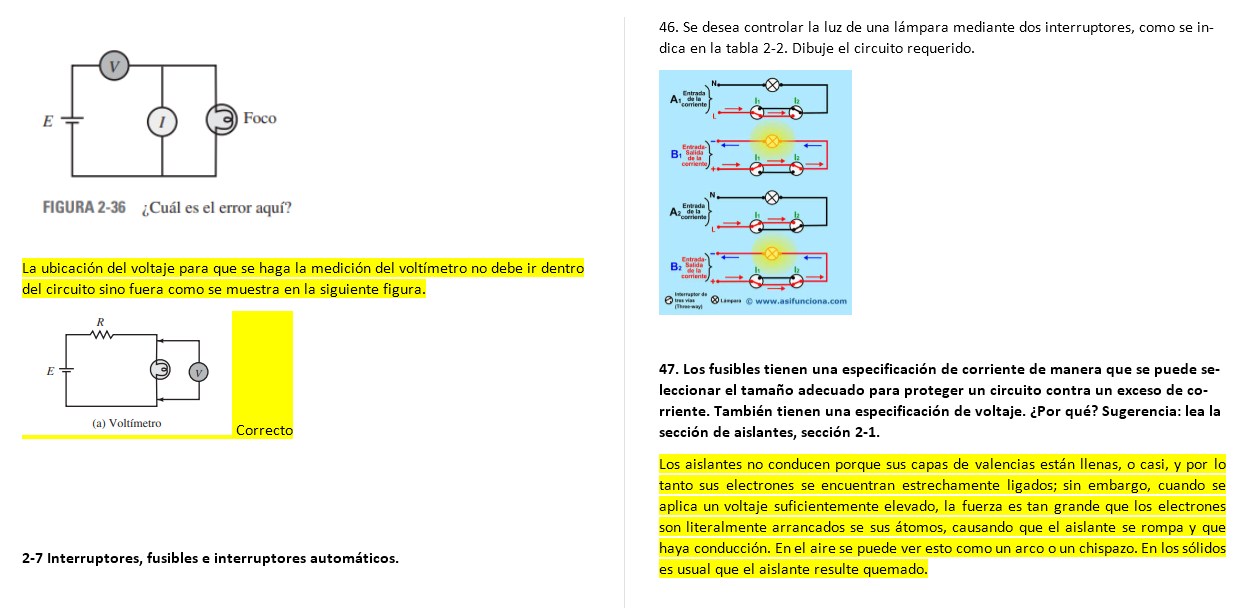 V
E
I
Foco
FIGURA 2-36 ¿Cuál es el error aquí?
La ubicación del voltaje para que se haga la medición del voltímetro no debe ir dentro
del circuito sino fuera como se muestra en la siguiente figura.
R
E
V
(a) Voltímetro
Correcto
2-7 Interruptores, fusibles e interruptores automáticos.
46. Se desea controlar la luz de una lámpara mediante dos interruptores, como se in-
dica en la tabla 2-2. Dibuje el circuito requerido.
N
A1 Entrada
de la
corriente
I1 I2
L
B1 Entrada-
Salida
de la
corriente
I1 I2
N
A2 Entrada
de la
corriente
I1 I2
L
B2 Entrada-
Salida
de la
corriente
I1 I2
Interruptor de
tres vías
(Three-way)
Lámpara © www.asifunciona.com
47. Los fusibles tienen una especificación de corriente de manera que se puede se-
leccionar el tamaño adecuado para proteger un circuito contra un exceso de co-
rriente. También tienen una especificación de voltaje. ¿Por qué? Sugerencia: lea la
sección de aislantes, sección 2-1.
Los aislantes no conducen porque sus capas de valencias están llenas, o casi, y por lo
tanto sus electrones se encuentran estrechamente ligados; sin embargo, cuando se
aplica un voltaje suficientemente elevado, la fuerza es tan grande que los electrones
son literalmente arrancados se sus átomos, causando que el aislante se rompa y que
haya conducción. En el aire se puede ver esto como un arco o un chispazo. En los sólidos
es usual que el aislante resulte quemado.